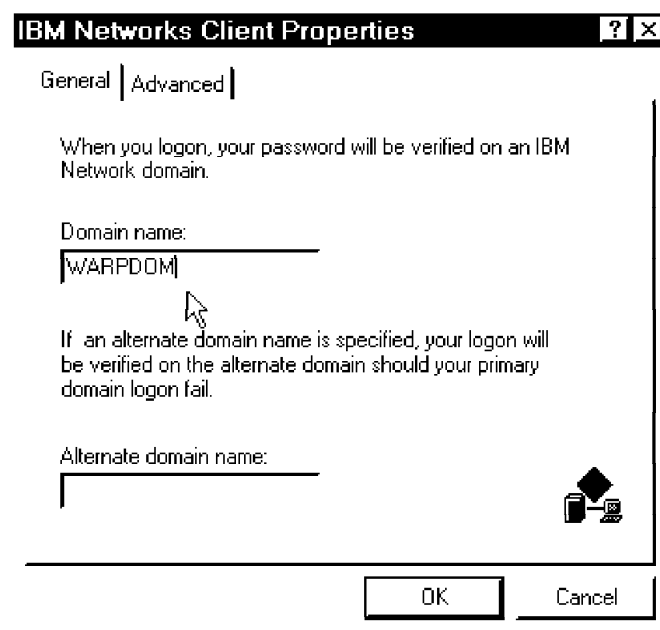 IBM Networks Client Properties
General
Advanced
When you logon, your password will be verified on an IBM
Network domain.
Domain name:
WARPDOM
If an alternate domain name is specified, your logon will
be verified on the alternate domain should your primary
domain logon fail.
Alternate domain name:
OK
Cancel